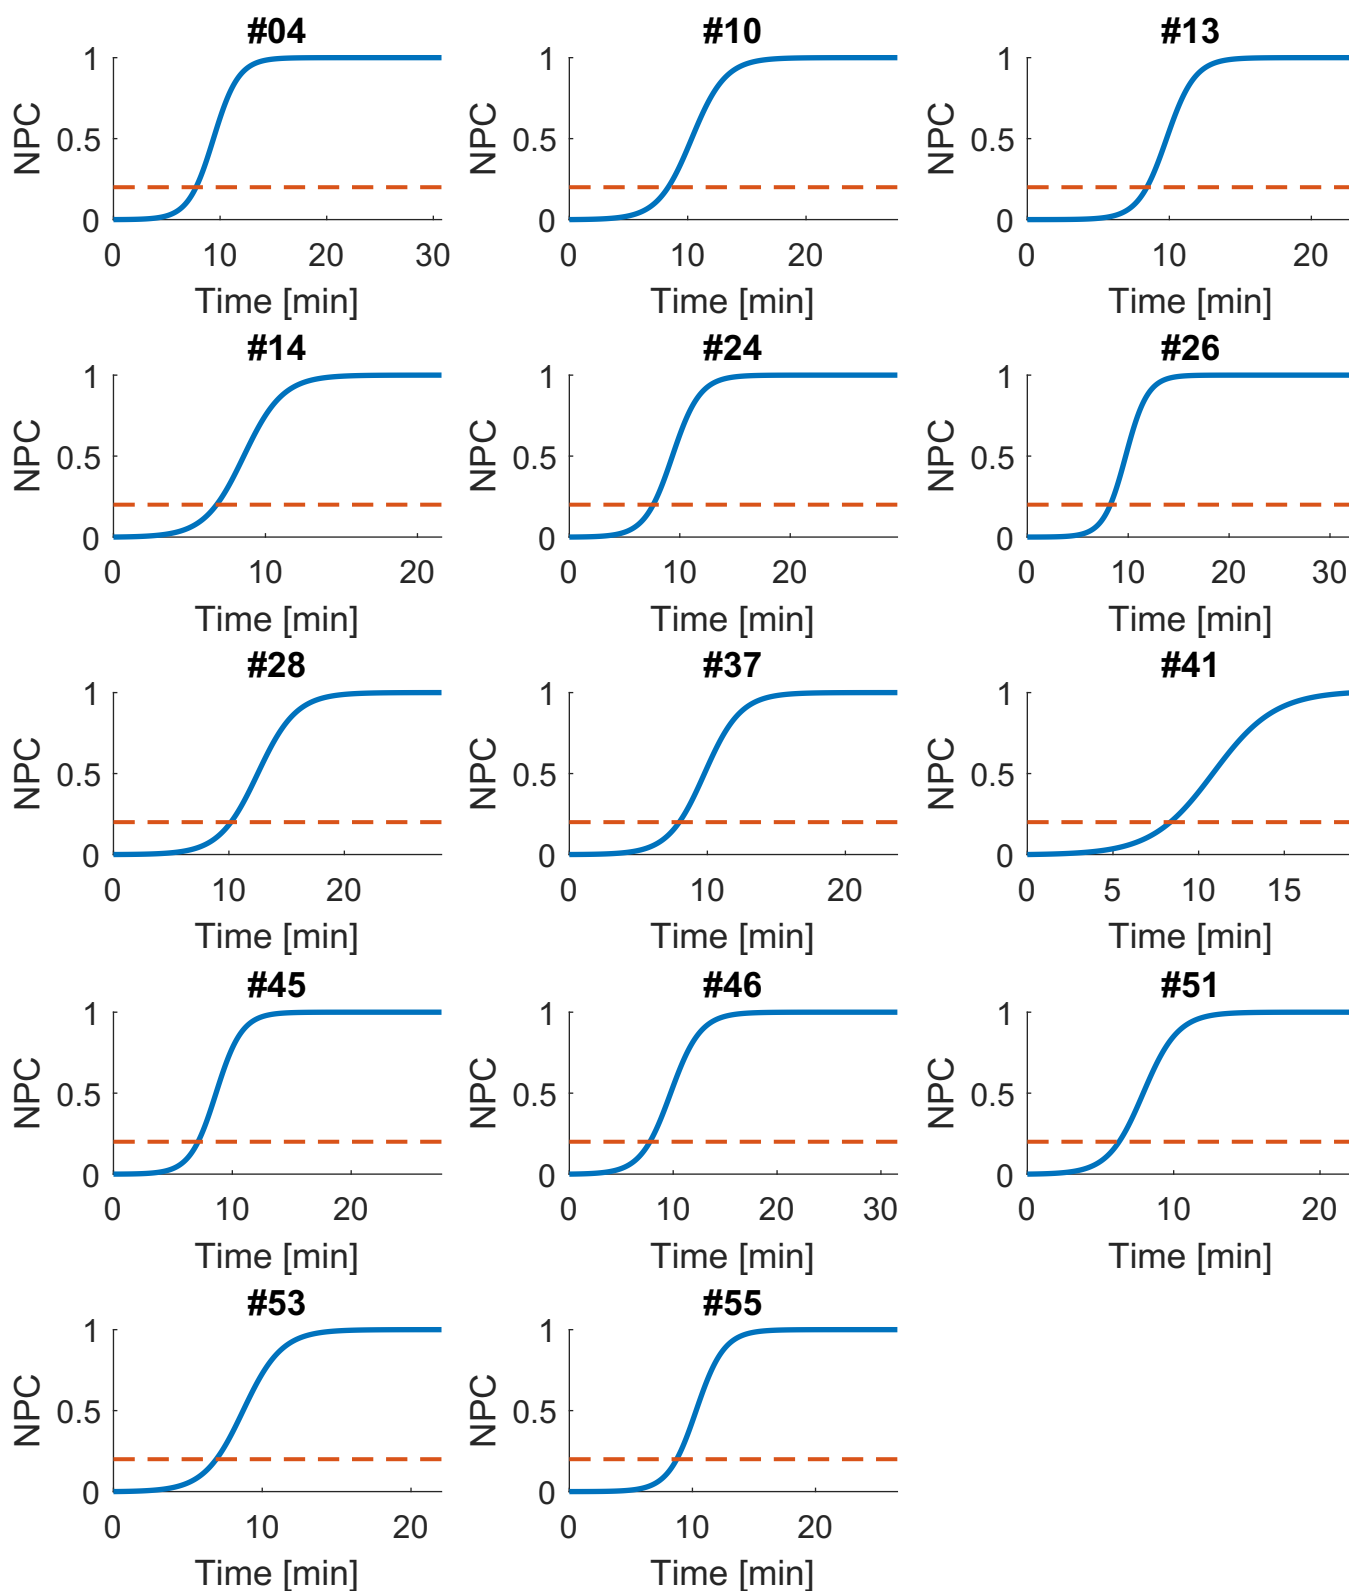 #04 #10 #13
1 1 1
NPC 0.5 NPC 0.5 NPC 0.5
0 0 0
0 10 20 30 0 10 20 0 10 20
Time [min] Time [min] Time [min]
#14 #24 #26
1 1 1
NPC 0.5 NPC 0.5 NPC 0.5
0 0 0
0 10 20 0 10 20 0 10 20 30
Time [min] Time [min] Time [min]
#28 #37 #41
1 1 1
NPC 0.5 NPC 0.5 NPC 0.5
0 0 0
0 10 20 0 10 20 0 5 10 15
Time [min] Time [min] Time [min]
#45 #46 #51
1 1 1
NPC 0.5 NPC 0.5 NPC 0.5
0 0 0
0 10 20 0 10 20 30 0 10 20
Time [min] Time [min] Time [min]
#53 #55
1 1
NPC 0.5 NPC 0.5
0 0
0 10 20 0 10 20
Time [min] Time [min]